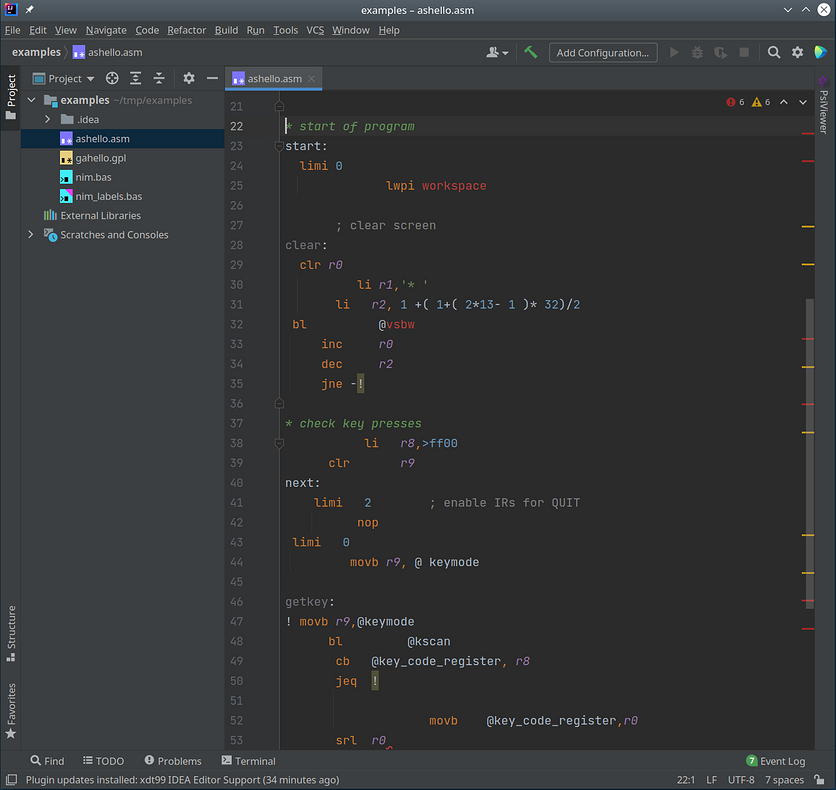 examples – ashello.asm
File Edit View Navigate Code Refactor Build Run Tools VCS Window Help
examples ashello.asm Add Configuration...
Project
Project
ashello.asm
PsiViewer
examples ~/tmp/examples
.idea
ashello.asm
gahello.gpl
nim.bas
nim_labels.bas
External Libraries
Scratches and Consoles
6 6
21
22 * start of program
23 start:
24 limi 0
25 lwpi workspace
26
27 ; clear screen
28 clear:
29 clr r0
30 li r1,'* '
31 li r2, 1 +( 1+( 2*13- 1 )* 32)/2
32 bl @vsbw
33 inc r0
34 dec r2
35 jne -!
36
37 * check key presses
38 li r8,>ff00
39 clr r9
40 next:
41 limi 2 ; enable IRs for QUIT
42 nop
43 limi 0
44 movb r9, @ keymode
45
46 getkey:
47 ! movb r9,@keymode
48 bl @kscan
49 cb @key_code_register, r8
50 jeq !
51
52 movb @key_code_register,r0
53 srl r0
Structure
Favorites
Find TODO Problems Terminal 7 Event Log
Plugin updates installed: xdt99 IDEA Editor Support (34 minutes ago) 22:1 LF UTF-8 7 spaces